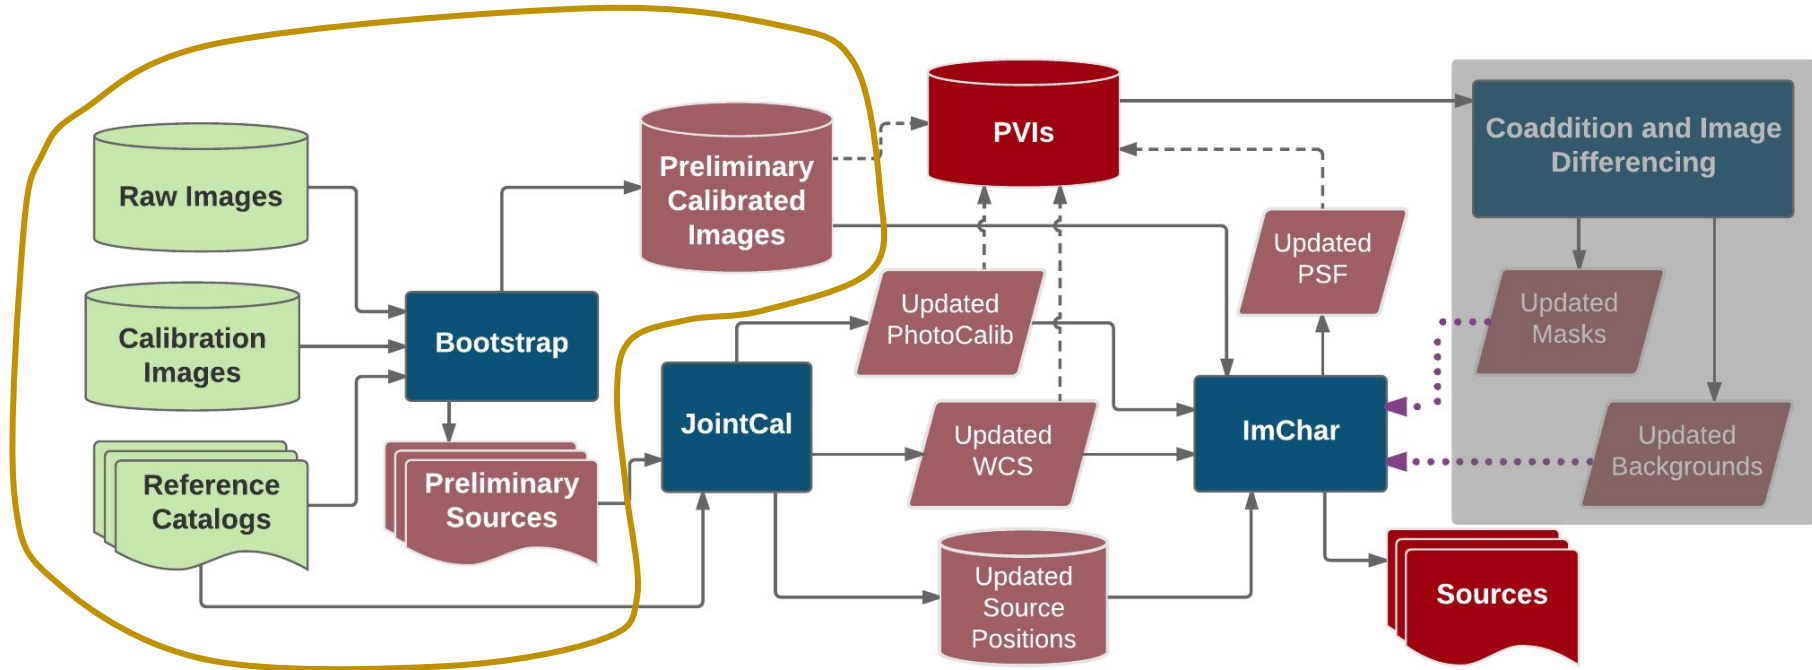 Raw Images
Calibration
Images
Reference
Catalogs
Bootstrap
Preliminary
Sources
Preliminary
Calibrated
Images
JointCal
PVIs
Updated
PhotoCalib
Updated
WCS
Updated
Source
Positions
Updated
PSF
ImChar
Sources
Coaddition and Image
Differencing
Updated
Masks
Updated
Backgrounds